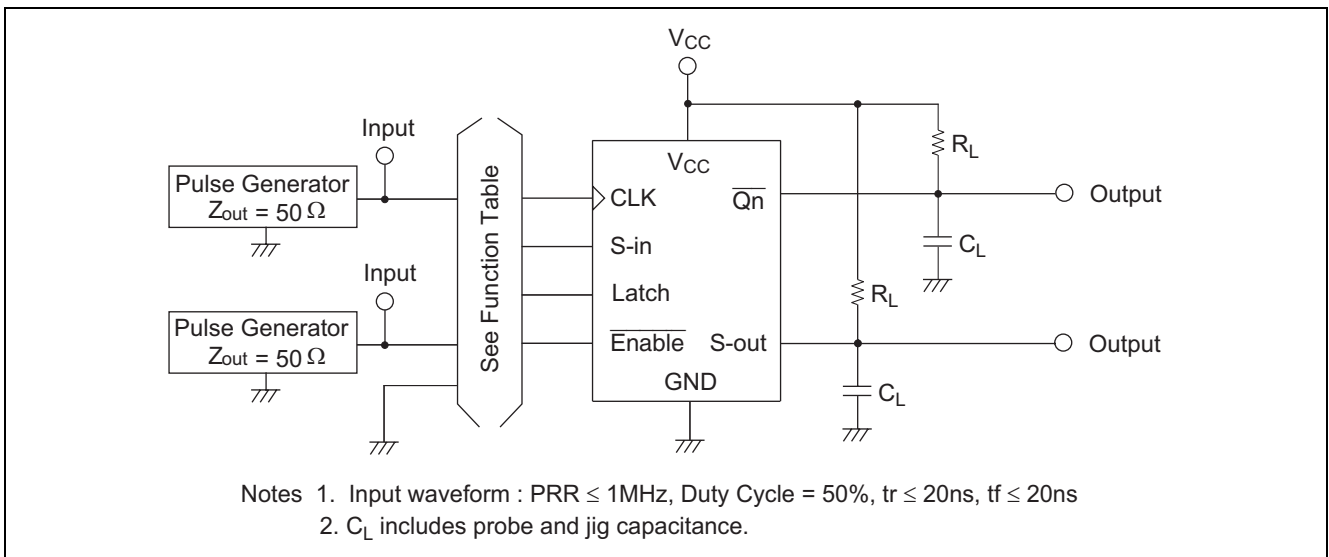 VCC
Input
Pulse Generator
Zout = 50 Ω
Input
Pulse Generator
Zout = 50 Ω
See Function Table
VCC
CLK
S-in
Latch
Enable
Qn
S-out
GND
RL
Output
CL
RL
Output
CL
Notes 1. Input waveform : PRR ≤ 1MHz, Duty Cycle = 50%, tr ≤ 20ns, tf ≤ 20ns
2. CL includes probe and jig capacitance.